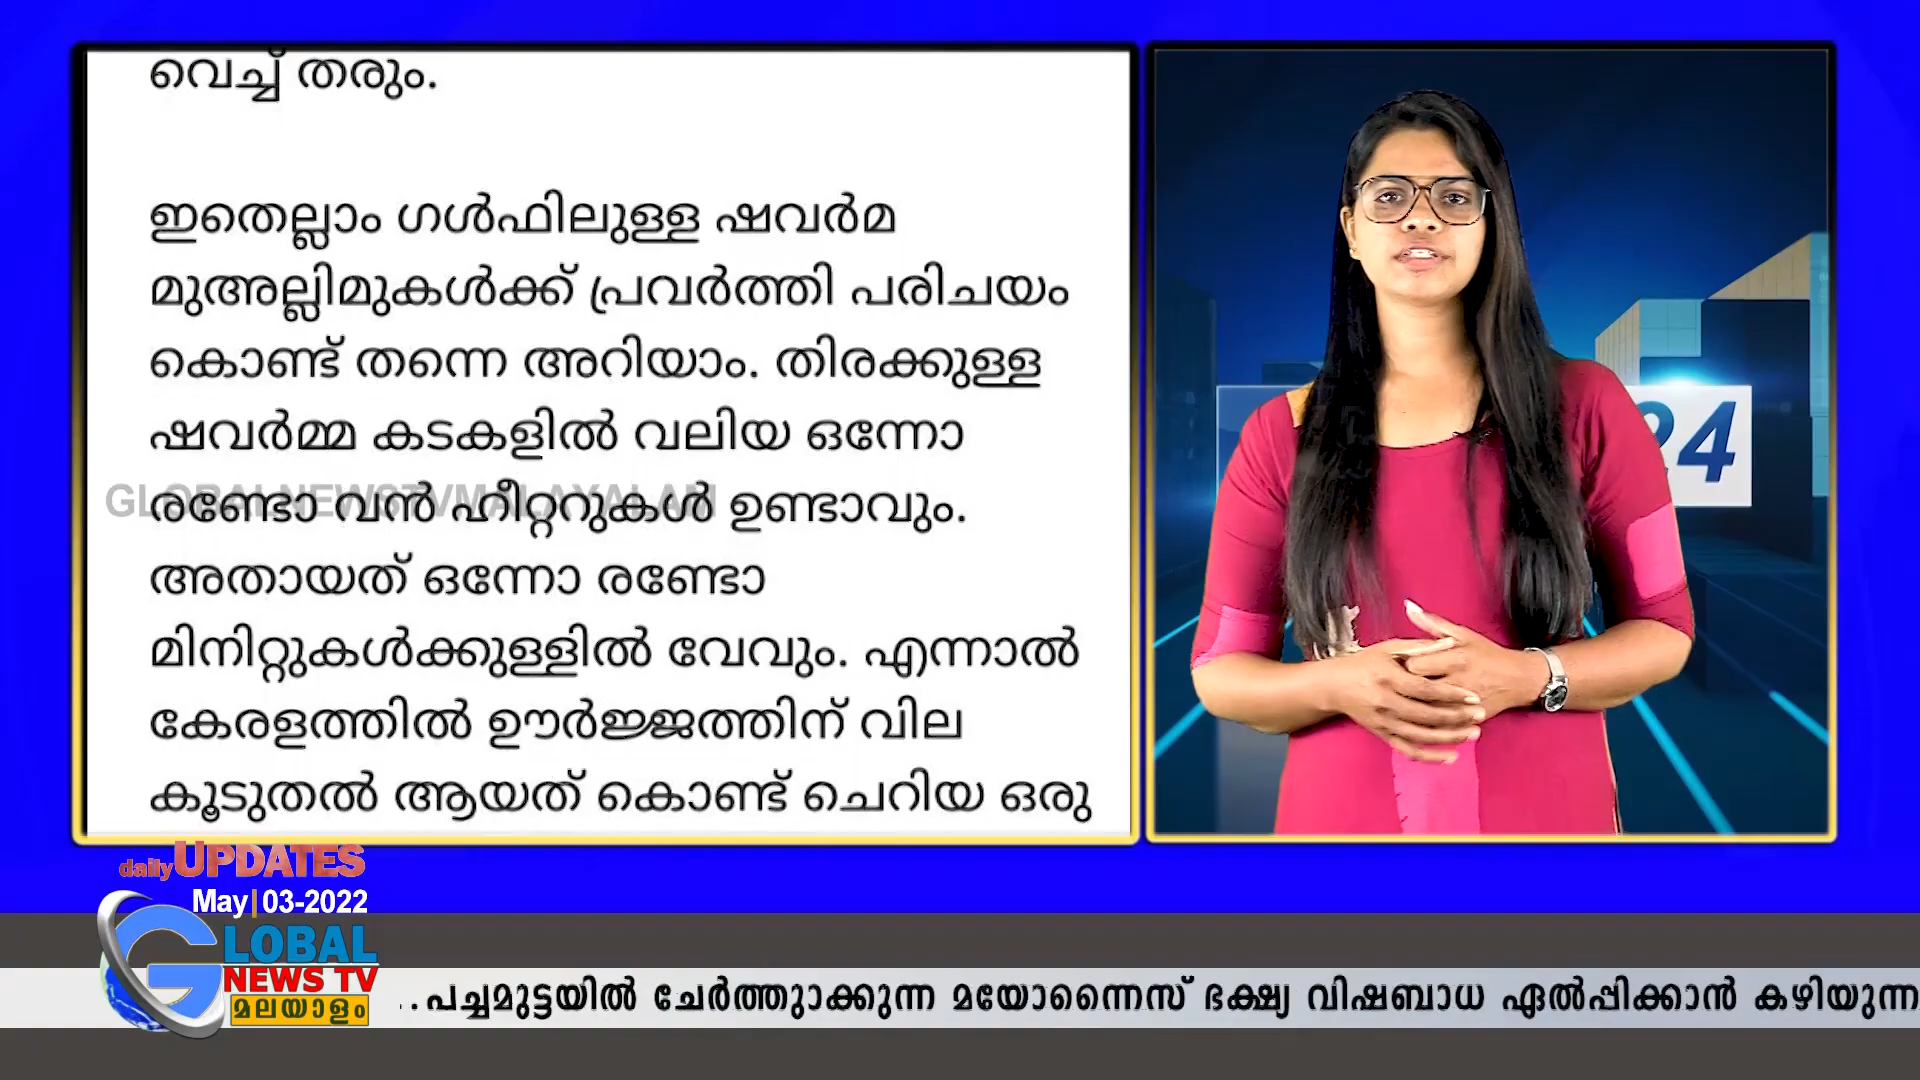 വെച്ച് തരും.
ഇതെല്ലാം ഗൾഫിലുള്ള ഷവർമ
മുഅല്ലിമുകൾക്ക് പ്രവർത്തി പരിചയം
കൊണ്ട് തന്നെ അറിയാം. തിരക്കുള്ള
ഷവർമ്മ കടകളിൽ വലിയ ഒന്നോ
രണ്ടോ വൻ ഹീറ്ററുകൾ ഉണ്ടാവും.
GLOBALNEWSTVMALAYALAM
അതായത് ഒന്നോ രണ്ടോ
മിനിറ്റുകൾക്കുള്ളിൽ വേവും. എന്നാൽ
കേരളത്തിൽ ഊർജ്ജത്തിന് വില
കൂടുതൽ ആയത് കൊണ്ട് ചെറിയ ഒരു
24
daily UPDATES
May|03-2022
GLOBAL
NEWS TV
മലയാളം
..പച്ചമുട്ടയിൽ ചേർത്തുാക്കുന്ന മയോന്നൈസ് ഭക്ഷ്യ വിഷബാധ ഏൽപ്പിക്കാൻ കഴിയുന്ന